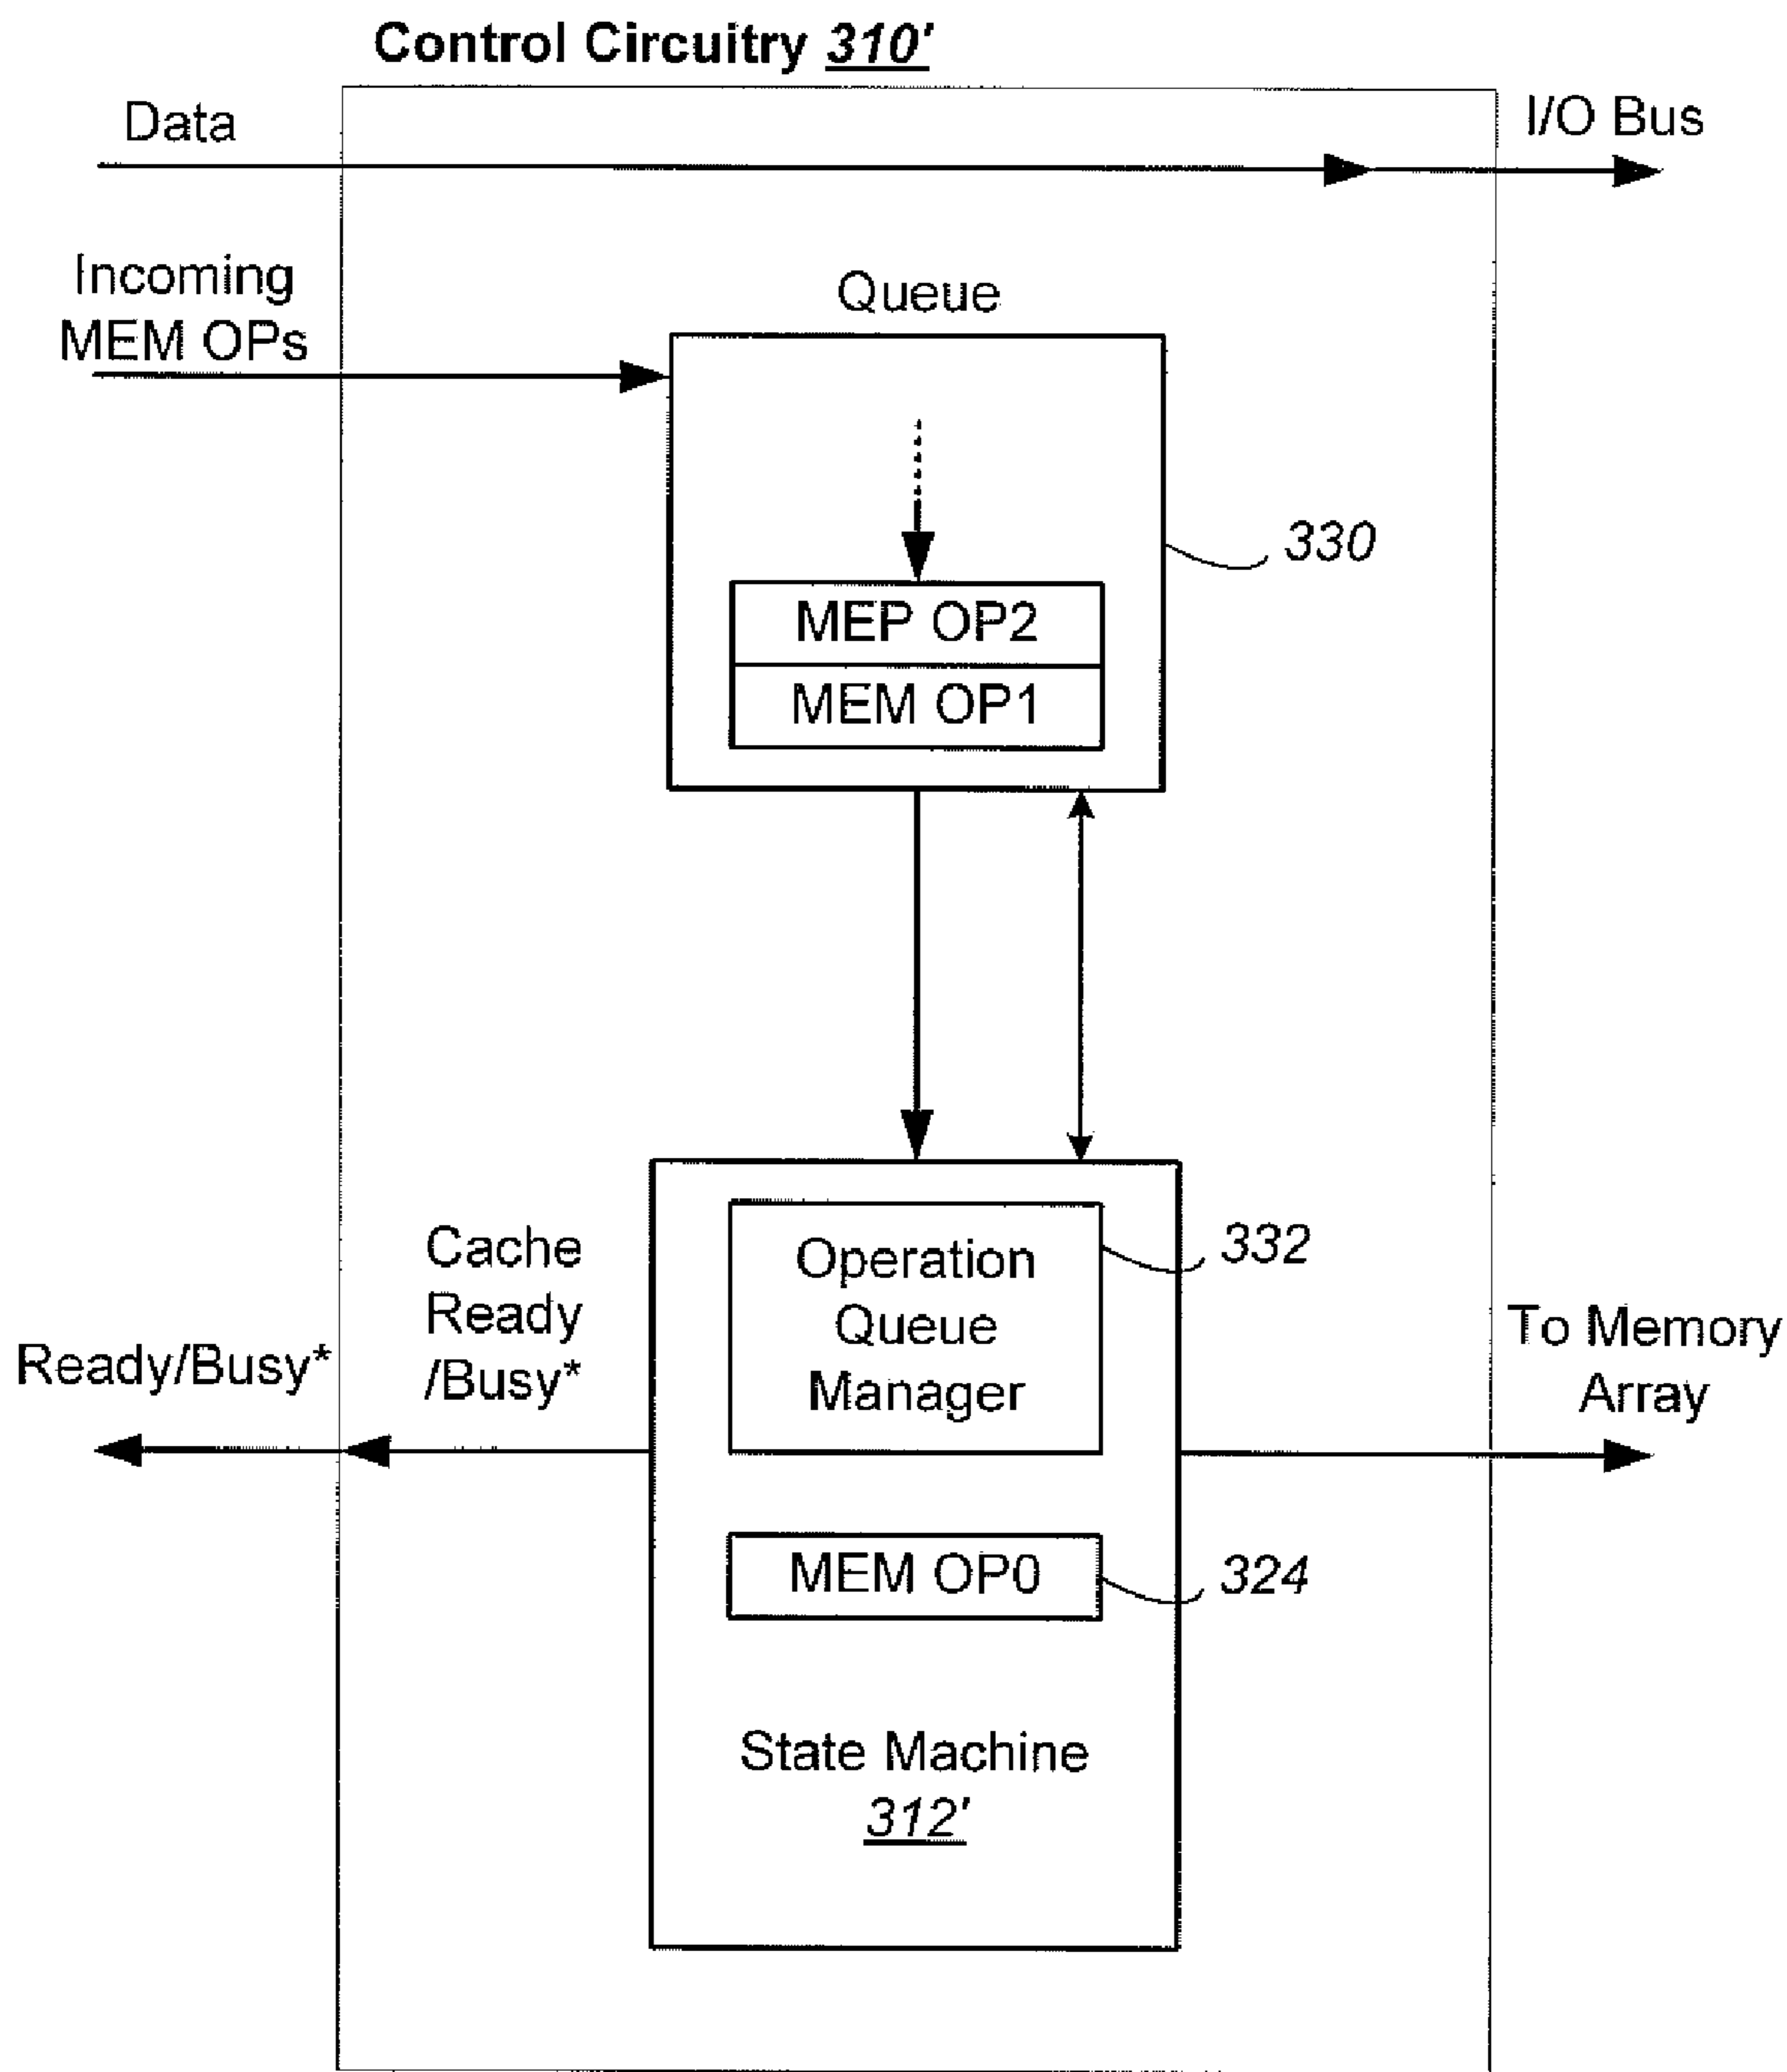 Control Circuitry 310'
Data
I/O Bus
Incoming
MEM OPs
Queue
330
MEP OP2
MEM OP1
Operation
Queue
Manager
332
Cache
Ready
/Busy*
Ready/Busy*
To Memory
Array
MEM OP0
324
State Machine
312'